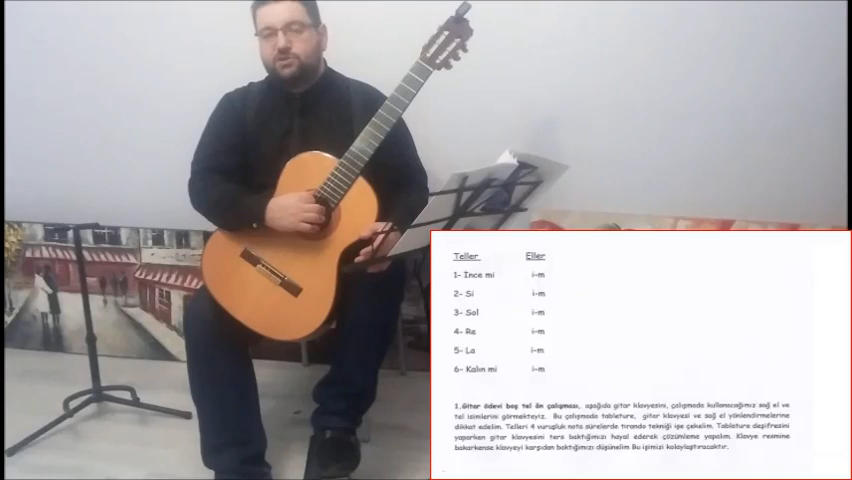 Teller Eller
1- İnce mi i-m
2- Si i-m
3- Sol i-m
4- Re i-m
5- La i-m
6- Kalın mi i-m
1.Gitar ödevi boş tel ön çalışması, aşağıda gitar klavyesini, çalışmada kullanacağımız sağ el ve
tel isimlerini görmekteyiz. Bu çalışmada tablature, gitar klavyesi ve sağ el yönlendirmelerine
dikkat edelim. Telleri 4 vuruşluk nota sürelerde tirando tekniği işe çekelim. Tablature deşifresini
yaparken gitar klavyesini ters baktığımızı hayal ederek çözümleme yapalım. Klavye resmine
bakarkense klavyeyi karşıdan baktığımızı düşünelim Bu işimizi kolaylaştıracaktır.